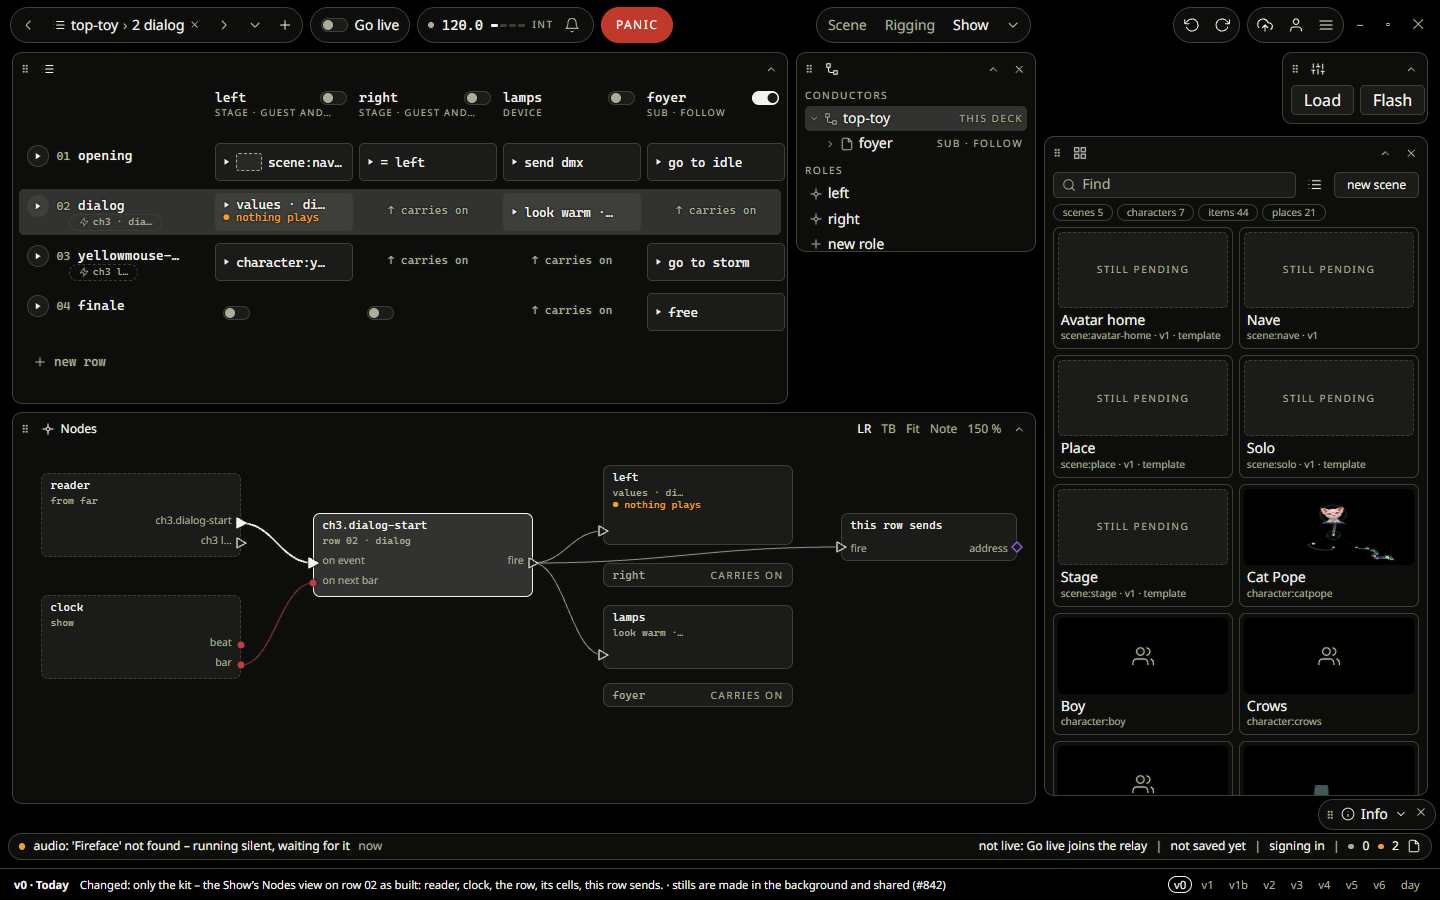 top-toy › 2 dialog ×
Go live
120.0
INT
PANIC
Scene Rigging Show
left
STAGE · GUEST AND...
right
STAGE · GUEST AND...
lamps
DEVICE
foyer
SUB · FOLLOW
01 opening
scene:nav…
= left
send dmx
go to idle
02 dialog
ch3 · dia…
values · di…
nothing plays
↑ carries on
look warm ·…
↑ carries on
03 yellowmouse-…
ch3 l…
character:y…
↑ carries on
↑ carries on
go to storm
04 finale
↑ carries on
free
+ new row
CONDUCTORS
top-toy THIS DECK
foyer SUB · FOLLOW
ROLES
left
right
new role
Load Flash
Find
new scene
scenes 5 characters 7 items 44 places 21
STILL PENDING
Avatar home
scene:avatar-home · v1 · template
STILL PENDING
Nave
scene:nave · v1
STILL PENDING
Place
scene:place · v1 · template
STILL PENDING
Solo
scene:solo · v1 · template
STILL PENDING
Stage
scene:stage · v1 · template
Cat Pope
character:catpope
Boy
character:boy
Crows
character:crows
Nodes
LR TB Fit Note 150 %
reader
from far
ch3.dialog-start
ch3 l…
clock
show
beat
bar
ch3.dialog-start
row 02 · dialog
on event fire
on next bar
left
values · di…
nothing plays
right CARRIES ON
lamps
look warm ·…
foyer CARRIES ON
this row sends
fire address
Info
audio: 'Fireface' not found – running silent, waiting for it now
not live: Go live joins the relay | not saved yet | signing in | 0 2
v0 · Today Changed: only the kit – the Show's Nodes view on row 02 as built: reader, clock, the row, its cells, this row sends. · stills are made in the background and shared (#842)
v0 v1 v1b v2 v3 v4 v5 v6 day